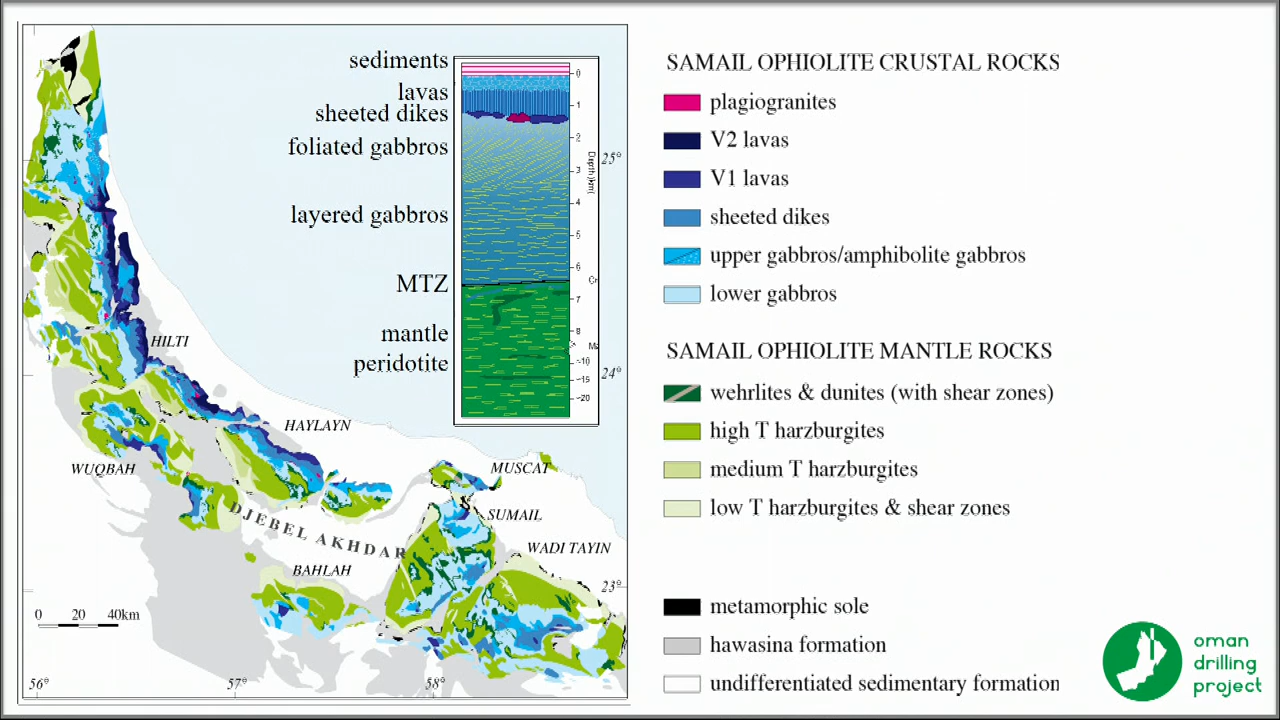 sediments
lavas
sheeted dikes
foliated gabbros
layered gabbros
MTZ
mantle
peridotite
0
1
2
3
4
5
6
7
8
10
15
20
Depth (km)
25°
24°
23°
HILTI
HAYLAYN
WUQBAH
MUSCAT
SUMAIL
DJEBEL AKHDAR
WADI TAYIN
BAHLAH
0 20 40km
56° 57° 58°
SAMAIL OPHIOLITE CRUSTAL ROCKS
plagiogranites
V2 lavas
V1 lavas
sheeted dikes
upper gabbros/amphibolite gabbros
lower gabbros
SAMAIL OPHIOLITE MANTLE ROCKS
wehrlites & dunites (with shear zones)
high T harzburgites
medium T harzburgites
low T harzburgites & shear zones
metamorphic sole
hawasina formation
undifferentiated sedimentary formation
oman
drilling
project